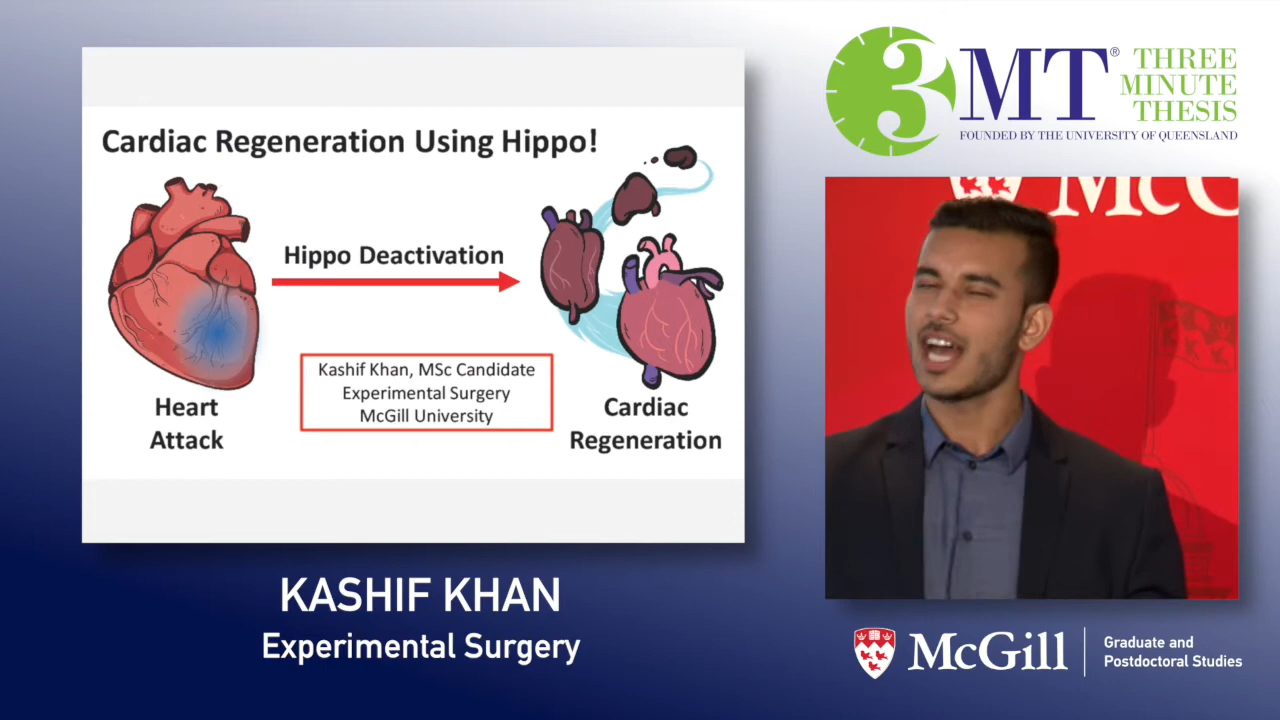 Cardiac Regeneration Using Hippo!
Hippo Deactivation
Kashif Khan, MSc Candidate
Experimental Surgery
McGill University
Heart
Attack
Cardiac
Regeneration
KASHIF KHAN
Experimental Surgery
3MT® THREE
MINUTE
THESIS
FOUNDED BY THE UNIVERSITY OF QUEENSLAND
McG
McGill
Graduate and
Postdoctoral Studies